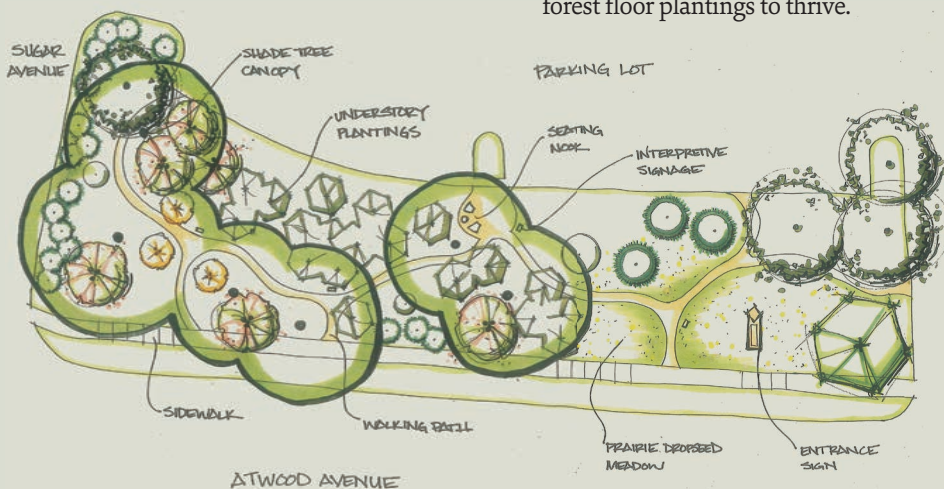 forest floor plantings to thrive.
SUGAR
AVENUE
SHADE TREE
CANOPY
PARKING LOT
UNDERSTORY
PLANTINGS
SEATING
NOOK
INTERPRETIVE
SIGNAGE
SIDEWALK
WALKING PATH
PRAIRIE DROPSEED
MEADOW
ENTRANCE
SIGN
ATWOOD AVENUE